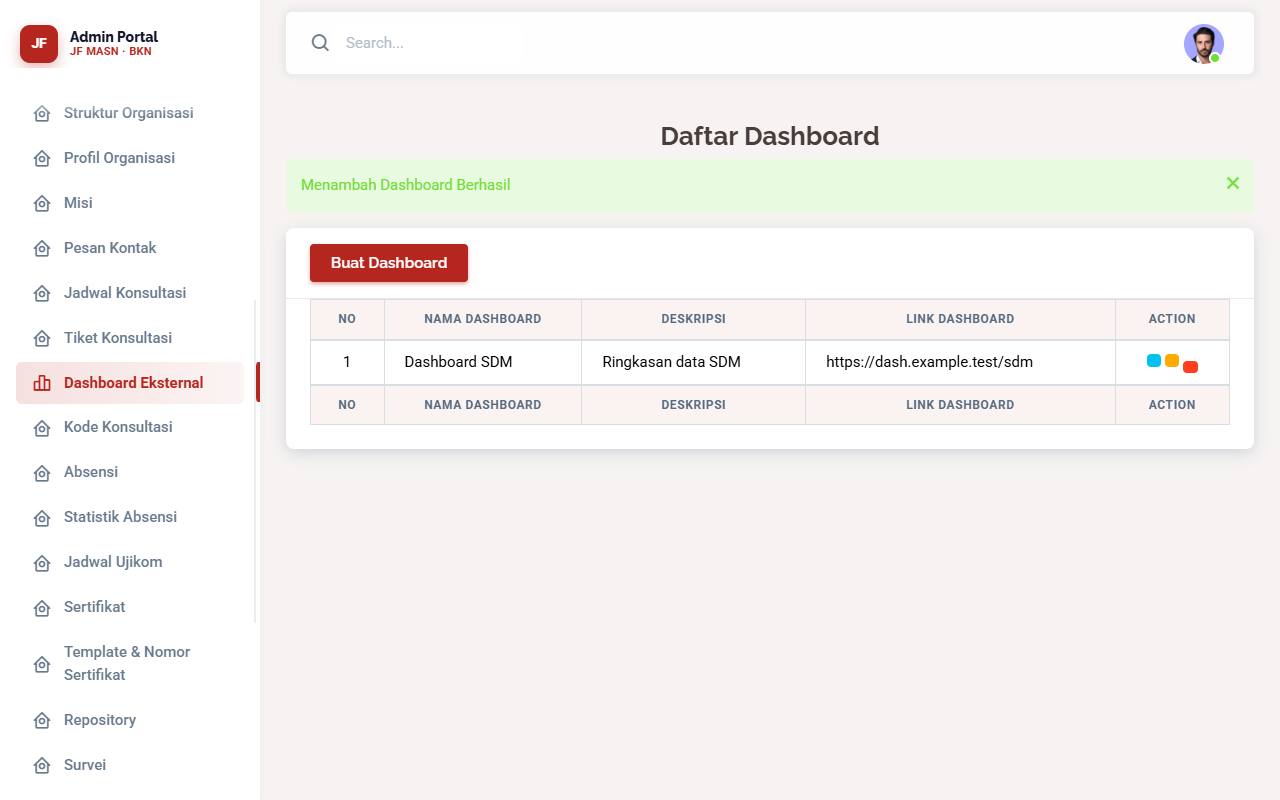 JF
Admin Portal
JF MASN · BKN
Search...
Struktur Organisasi
Profil Organisasi
Misi
Pesan Kontak
Jadwal Konsultasi
Tiket Konsultasi
Dashboard Eksternal
Kode Konsultasi
Absensi
Statistik Absensi
Jadwal Ujikom
Sertifikat
Template & Nomor
Sertifikat
Repository
Survei
Daftar Dashboard
Menambah Dashboard Berhasil
Buat Dashboard
NO NAMA DASHBOARD DESKRIPSI LINK DASHBOARD ACTION
1 Dashboard SDM Ringkasan data SDM https://dash.example.test/sdm
NO NAMA DASHBOARD DESKRIPSI LINK DASHBOARD ACTION